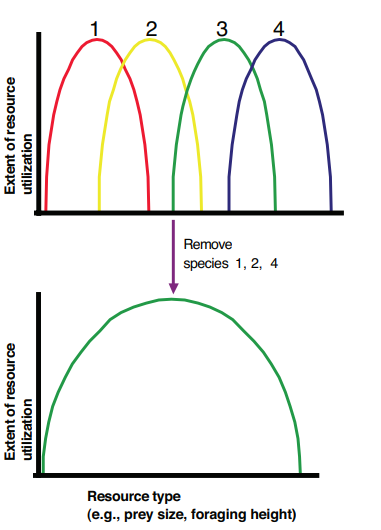 1 2 3 4
Extent of resource
utilization
Remove
species 1, 2, 4
Extent of resource
utilization
Resource type
(e.g., prey size, foraging height)